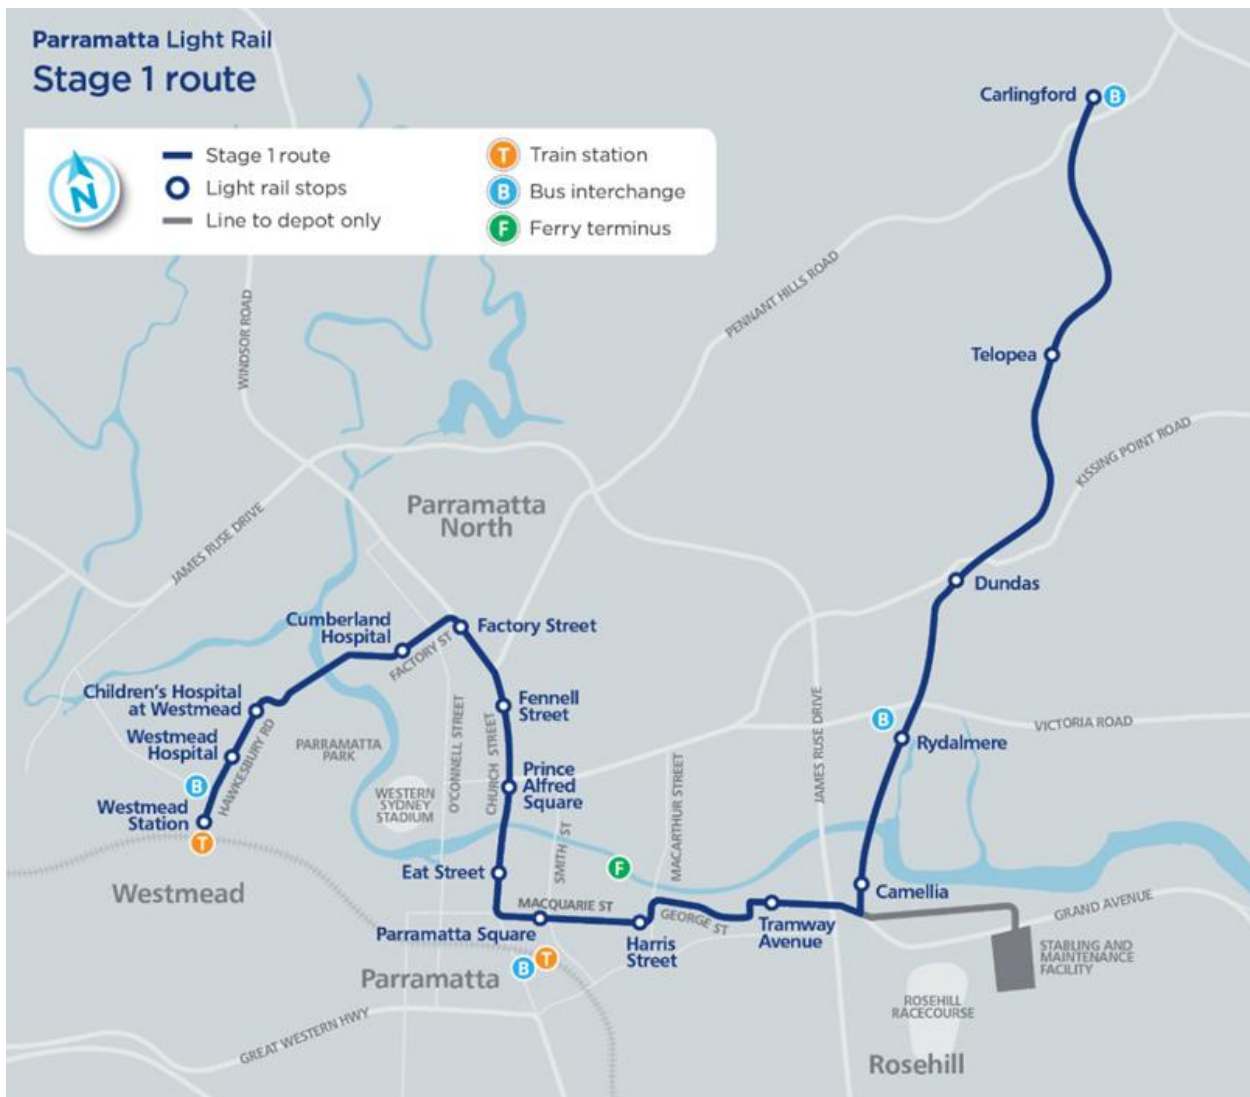 Parramatta Light Rail
Stage 1 route
N
Stage 1 route
Light rail stops
Line to depot only
T Train station
B Bus interchange
F Ferry terminus
Carlingford B
WINDSOR ROAD
PENNANT HILLS ROAD
Telopea
KISSING POINT ROAD
JAMES RUSE DRIVE
Parramatta
North
Dundas
Cumberland
Hospital
FACTORY ST
Factory Street
Children's Hospital
at Westmead
Westmead
Hospital
HAWKESBURY RD
B
Westmead
Station
T
Westmead
PARRAMATTA
PARK
WESTERN
SYDNEY
STADIUM
O'CONNELL STREET
CHURCH STREET
Fennell
Street
Prince
Alfred
Square
SMITH ST
MACARTHUR STREET
JAMES RUSE DRIVE
VICTORIA ROAD
B
Rydalmere
F
Eat Street
MACQUARIE ST
Parramatta Square
GEORGE ST
Harris
Street
Tramway
Avenue
Camellia
GRAND AVENUE
STABLING AND
MAINTENANCE
FACILITY
B T
Parramatta
GREAT WESTERN HWY
ROSEHILL
RACECOURSE
Rosehill